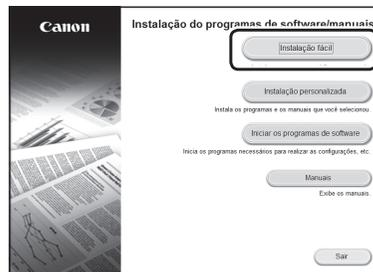 Canon
Instalação do programas de software/manuais
Instalação fácil
Instalação personalizada
Instala os programas e os manuais que você selecionou.
Iniciar os programas de software
Inicia os programas necessários para realizar as configurações, etc.
Manuais
Exibe os manuais.
Sair